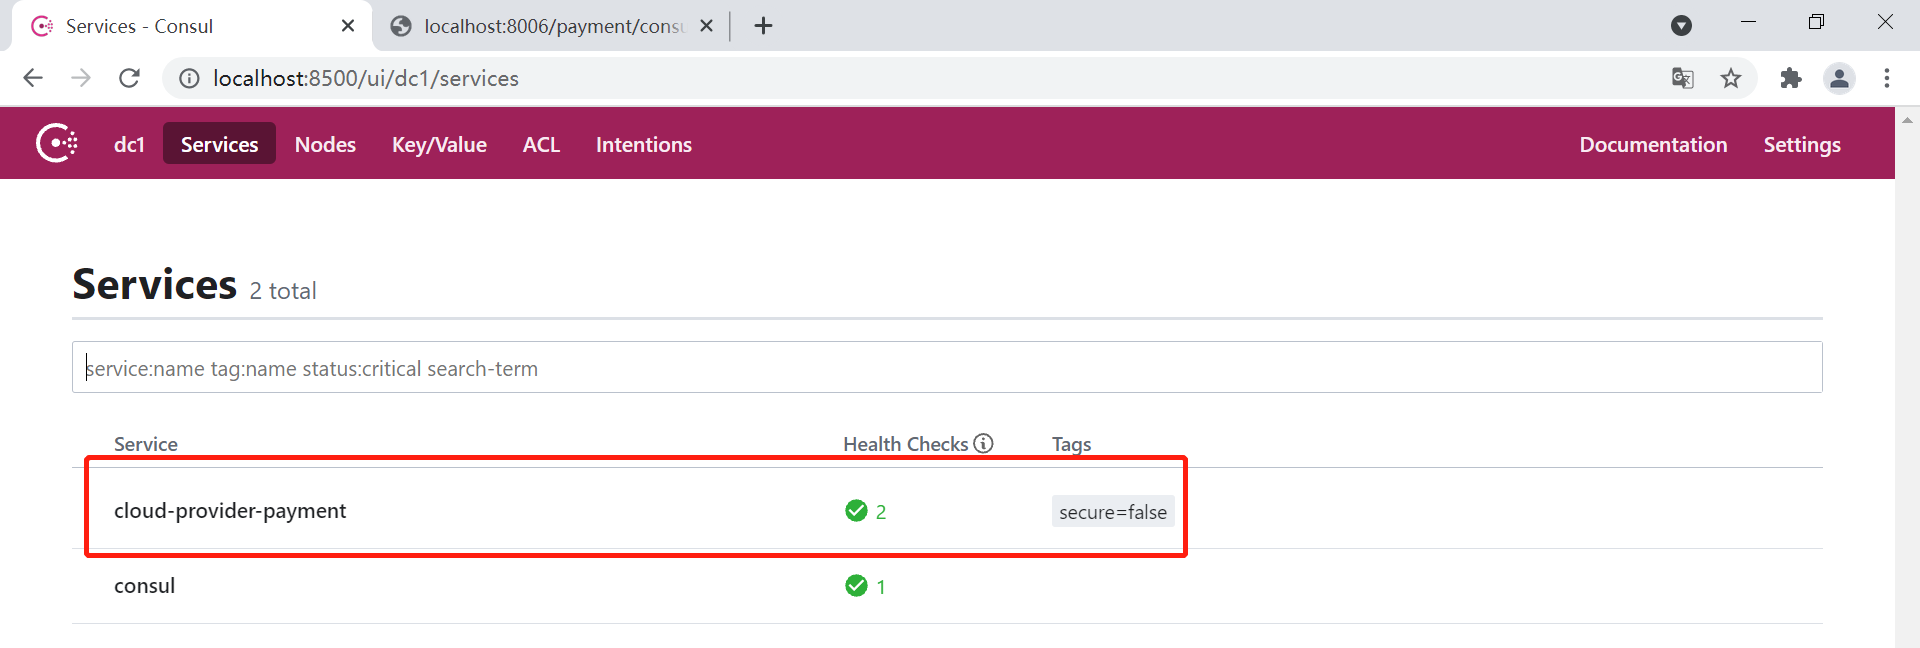 Services - Consul
localhost:8006/payment/consu
localhost:8500/ui/dc1/services
dc1 Services Nodes Key/Value ACL Intentions Documentation Settings
Services 2 total
service:name tag:name status:critical search-term
Service Health Checks Tags
cloud-provider-payment 2 secure=false
consul 1